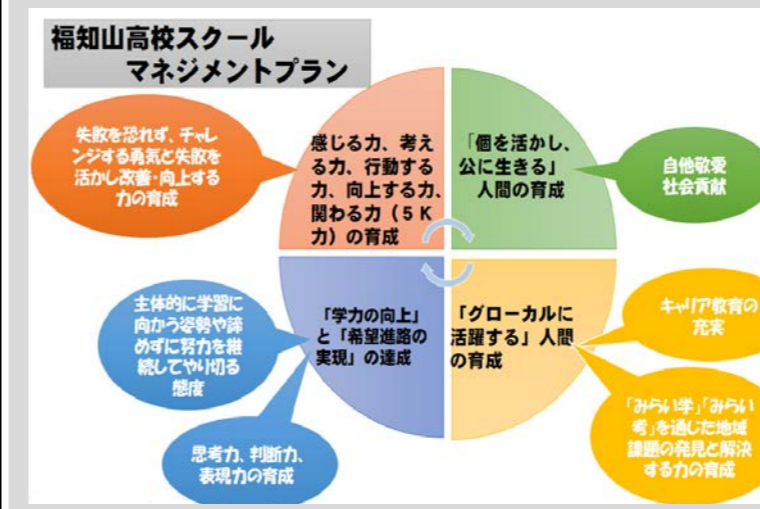 福知山高校スクール
マネジメントプラン
失敗を恐れず、チャレ
ンジする勇気と失敗を
活かし改善・向上する
力の育成
感じる力、考え
る力、行動する
力、向上する力、
関わる力（５Ｋ
力）の育成
「個を活かし、
公に生きる」
人間の育成
自他敬愛
社会貢献
主体的に学習に
向かう姿勢や諦
めずに努力を継
続してやり切る
態度
「学力の向上」
と「希望進路の
実現」の達成
「グローカルに
活躍する」人間
の育成
キャリア教育の
充実
思考力、判断力、
表現力の育成
「みらい学」「みらい
考」を通じた地域
課題の発見と解決
する力の育成